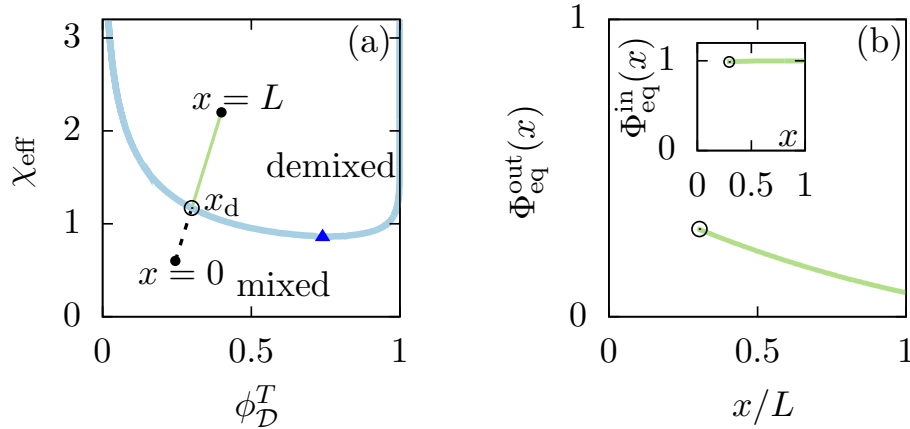 (a)
3
2
1
0
χeff
x = L
demixed
xd
x = 0
mixed
0
0.5
1
ϕ_D^T
(b)
1
0
Φ_eq^out(x)
Φ_eq^in(x)
1
0
x
0
0.5
1
0
0.5
1
x/L